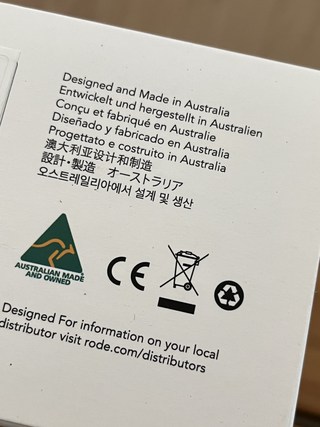 Designed and Made in Australia
Entwickelt und hergestellt in Australien
Conçu et fabriqué en Australie
Diseñado y fabricado en Australia
Progettato e costruito in Australia
澳大利亚设计和制造
設計・製造 オーストラリア
오스트레일리아에서 설계 및 생산
AUSTRALIAN MADE
AND OWNED
CE
Designed For information on your local
distributor visit rode.com/distributors